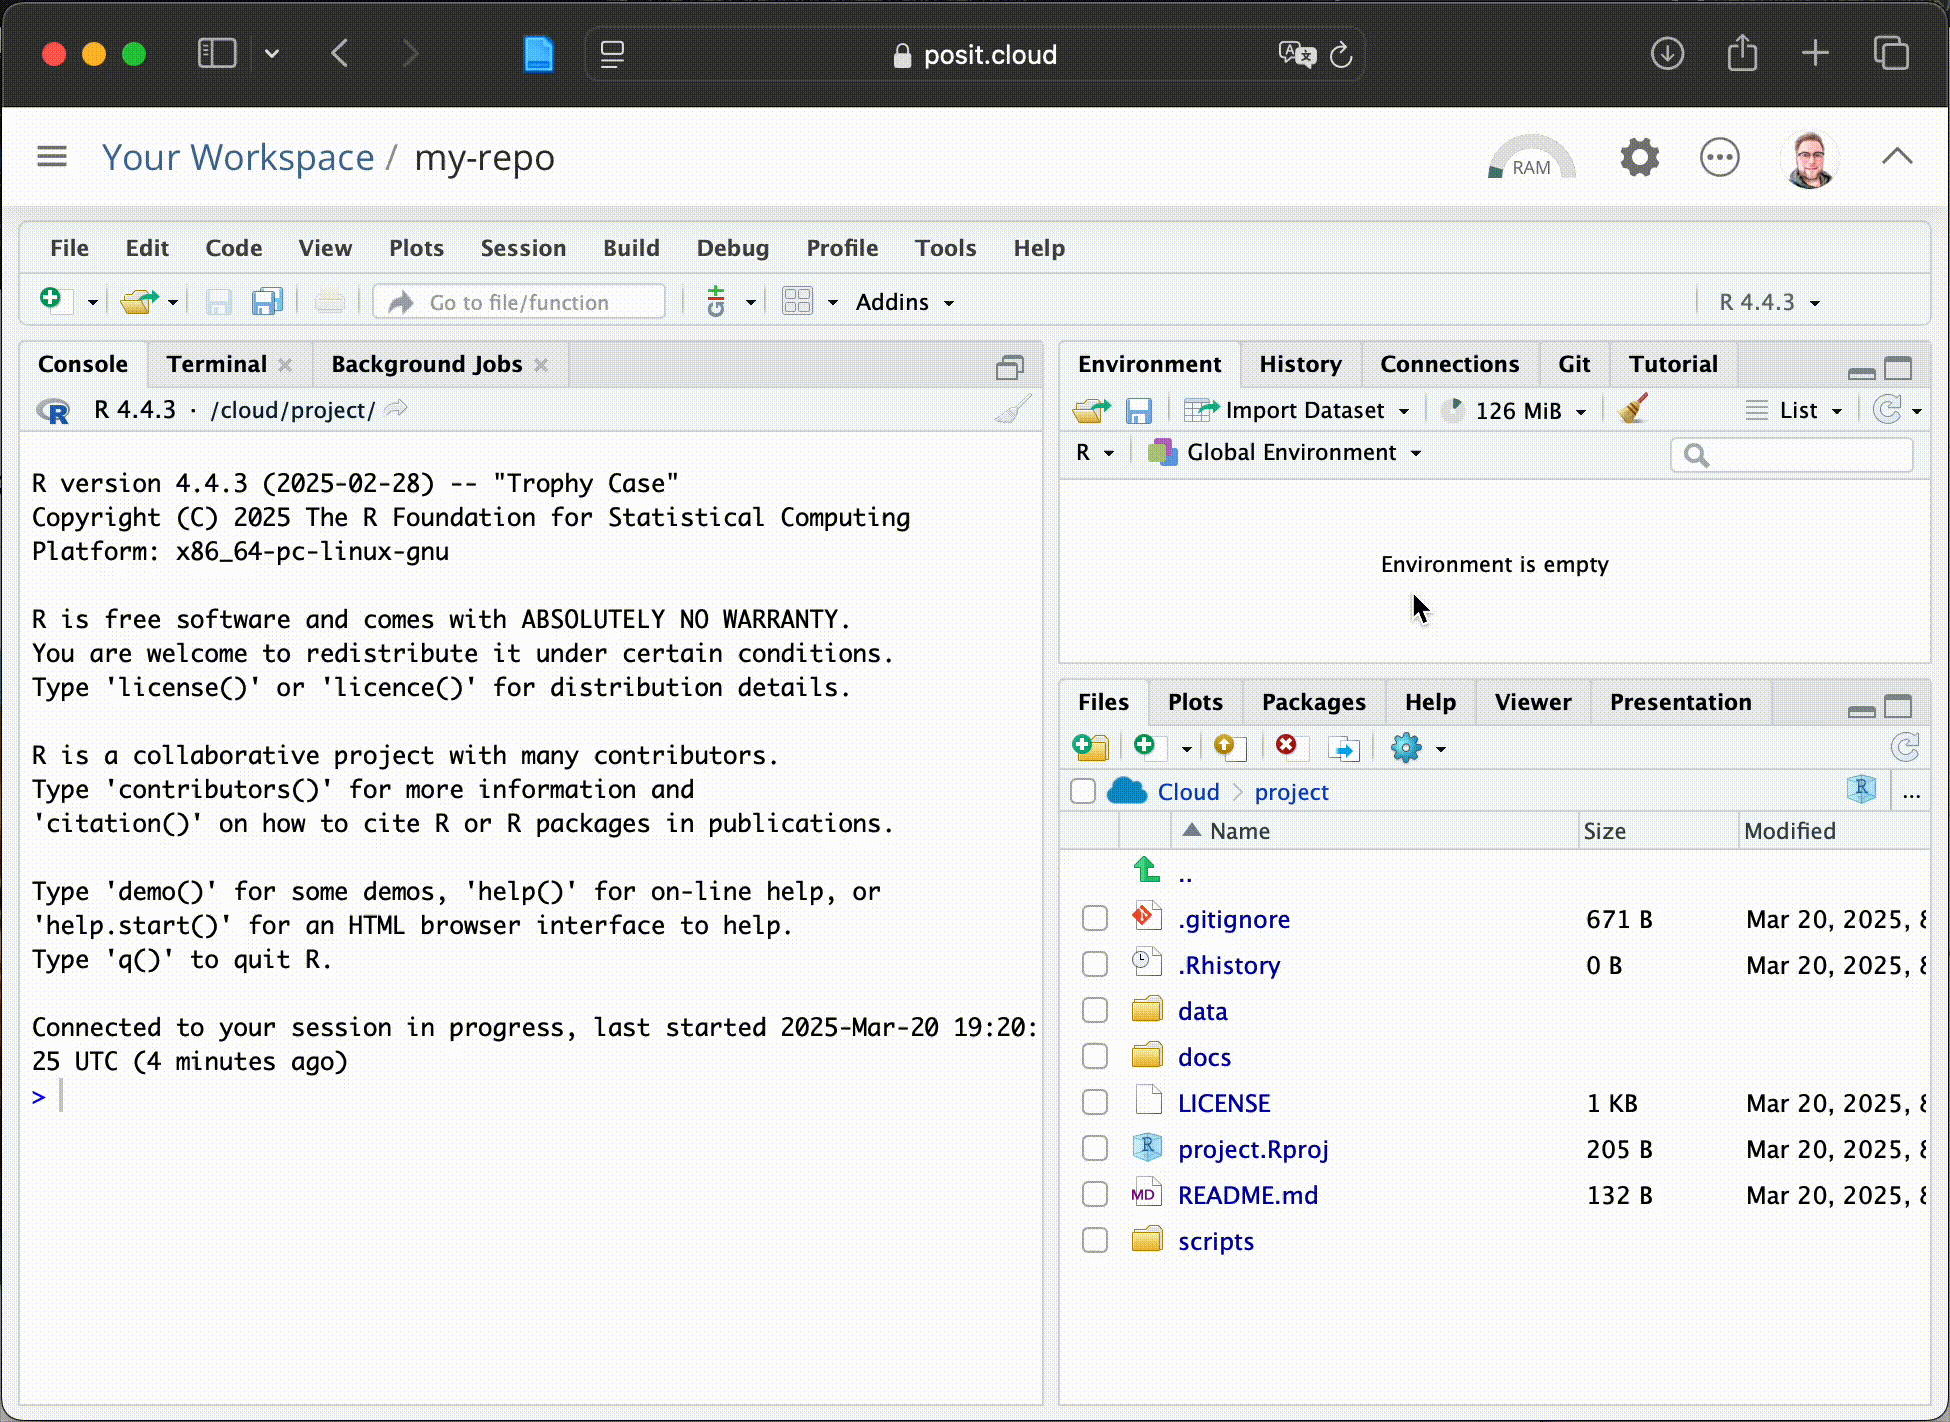 posit.cloud
Your Workspace / my-repo
RAM
File Edit Code View Plots Session Build Debug Profile Tools Help
Go to file/function
Addins
R 4.4.3
Console Terminal Background Jobs
R 4.4.3 · /cloud/project/
R version 4.4.3 (2025-02-28) -- "Trophy Case"
Copyright (C) 2025 The R Foundation for Statistical Computing
Platform: x86_64-pc-linux-gnu
R is free software and comes with ABSOLUTELY NO WARRANTY.
You are welcome to redistribute it under certain conditions.
Type 'license()' or 'licence()' for distribution details.
R is a collaborative project with many contributors.
Type 'contributors()' for more information and
'citation()' on how to cite R or R packages in publications.
Type 'demo()' for some demos, 'help()' for on-line help, or
'help.start()' for an HTML browser interface to help.
Type 'q()' to quit R.
Connected to your session in progress, last started 2025-Mar-20 19:20:
25 UTC (4 minutes ago)
>
Environment History Connections Git Tutorial
Import Dataset 126 MiB List
R Global Environment
Environment is empty
Files Plots Packages Help Viewer Presentation
Cloud project ...
Name Size Modified
..
.gitignore 671 B Mar 20, 2025,
.Rhistory 0 B Mar 20, 2025,
data
docs
LICENSE 1 KB Mar 20, 2025,
project.Rproj 205 B Mar 20, 2025,
MD README.md 132 B Mar 20, 2025,
scripts